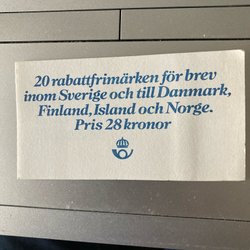 20 rabattfrimärken för brev
inom Sverige och till Danmark,
Finland, Island och Norge.
Pris 28 kronor